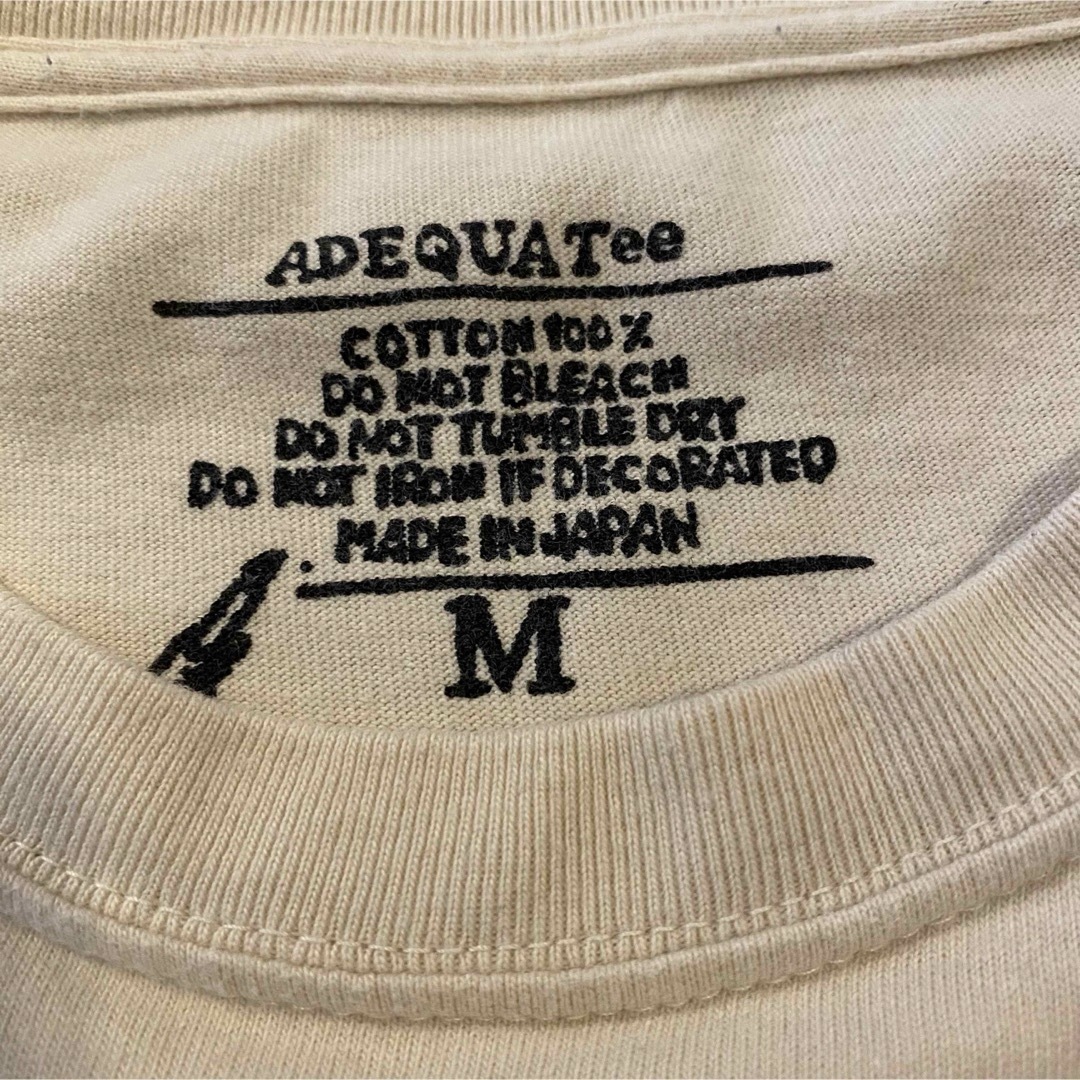 ADEQUATee
COTTON 100%
DO NOT BLEACH
DO NOT TUMBLE DRY
DO NOT IRON IF DECORATED
MADE IN JAPAN
M